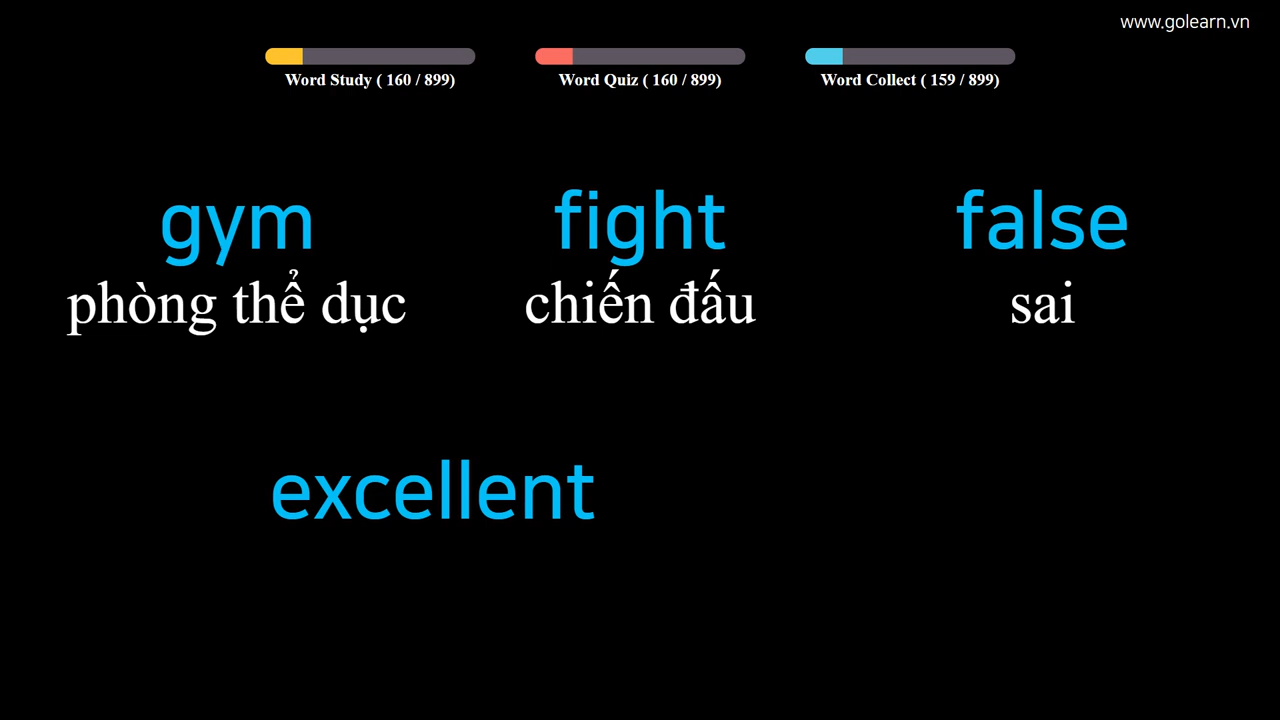 www.golearn.vn
Word Study ( 160 / 899)
Word Quiz ( 160 / 899)
Word Collect ( 159 / 899)
gym
fight
false
phòng thể dục
chiến đấu
sai
excellent